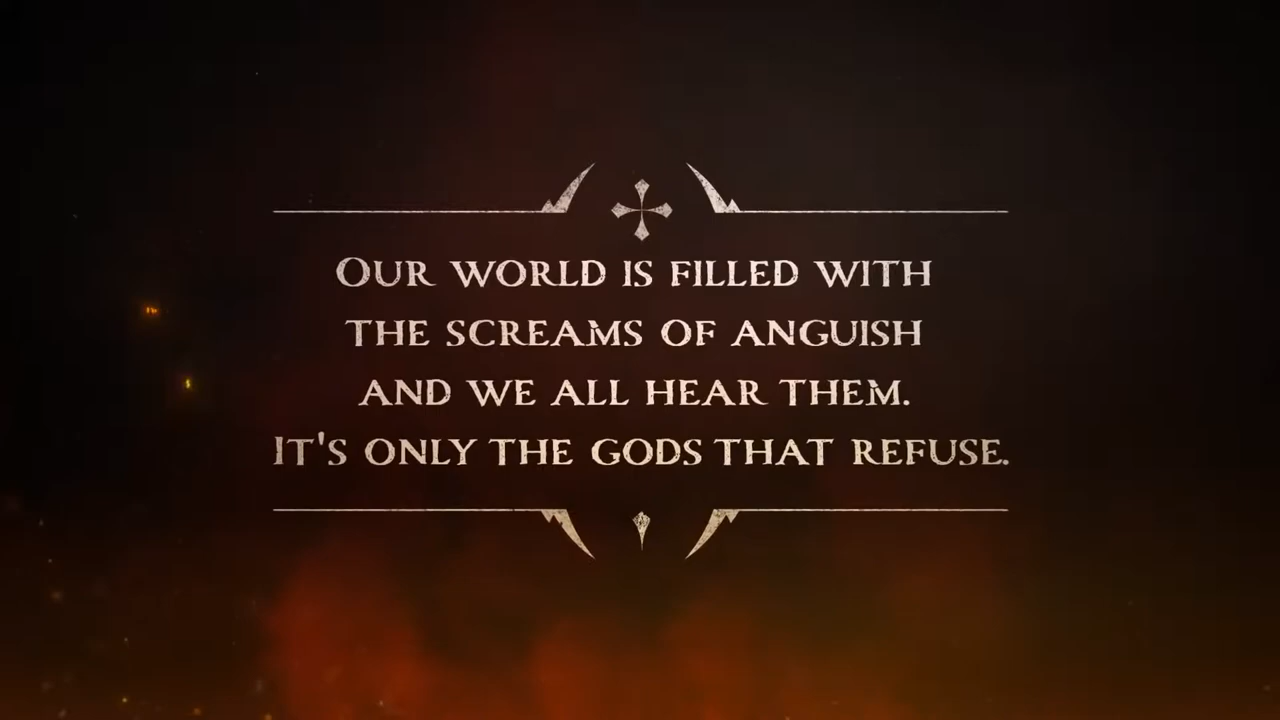 Our world is filled with
the screams of anguish
and we all hear them.
It's only the gods that refuse.